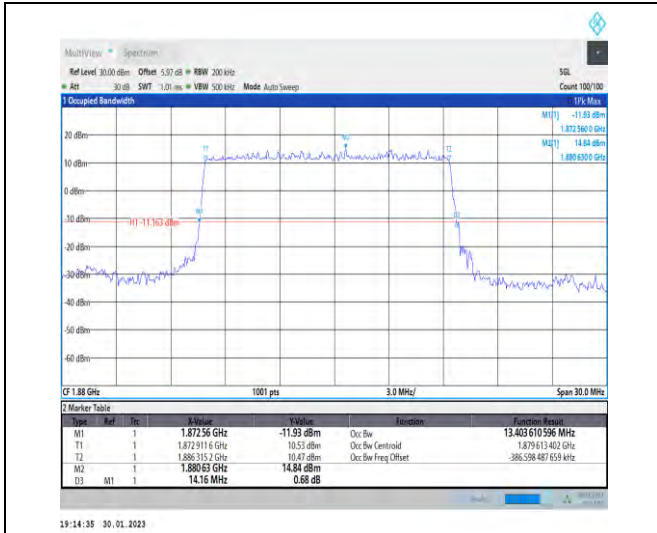 MultiView Spectrum
Ref Level 30.00 dBm Offset 5.97 dB RBW 200 kHz SGL
Att 30 dB SWT 1.01 ms VBW 500 kHz Mode Auto Sweep Count 100/100
1 Occupied Bandwidth 1Pk Max
M1[1] -11.93 dBm
1.872 560 0 GHz
M2[1] 14.84 dBm
1.880 630 0 GHz
20 dBm
T1 M2 T2
10 dBm
0 dBm
-10 dBm M1 D3
H1 -11.163 dBm
-20 dBm
-30 dBm
-40 dBm
-50 dBm
-60 dBm
CF 1.88 GHz 1001 pts 3.0 MHz/ Span 30.0 MHz
2 Marker Table
Type Ref Trc X-Value Y-Value Function Function Result
M1 1 1.872 56 GHz -11.93 dBm Occ Bw 13.403 610 596 MHz
T1 1 1.872 911 6 GHz 10.53 dBm Occ Bw Centroid 1.879 613 402 GHz
T2 1 1.886 315 2 GHz 10.47 dBm Occ Bw Freq Offset -386.598 487 659 kHz
M2 1 1.880 63 GHz 14.84 dBm
D3 M1 1 14.16 MHz 0.68 dB
19:14:35 30.01.2023